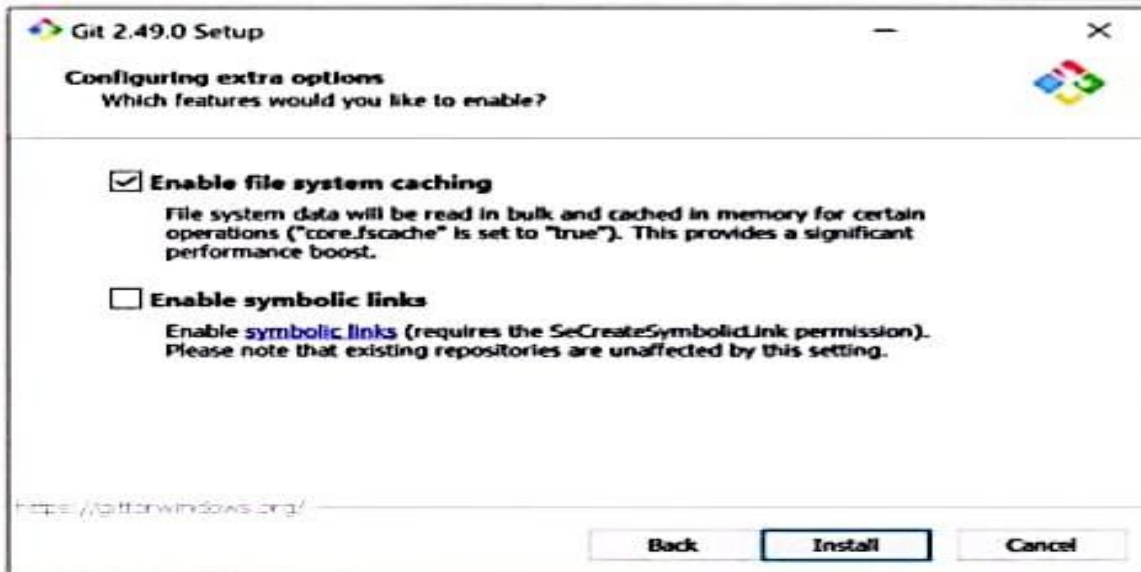 Git 2.49.0 Setup
Configuring extra options
Which features would you like to enable?
Enable file system caching
File system data will be read in bulk and cached in memory for certain
operations ("core.fscache" is set to "true"). This provides a significant
performance boost.
Enable symbolic links
Enable symbolic links (requires the SeCreateSymbolicLink permission).
Please note that existing repositories are unaffected by this setting.
https://gitforwindows.org/
Back
Install
Cancel